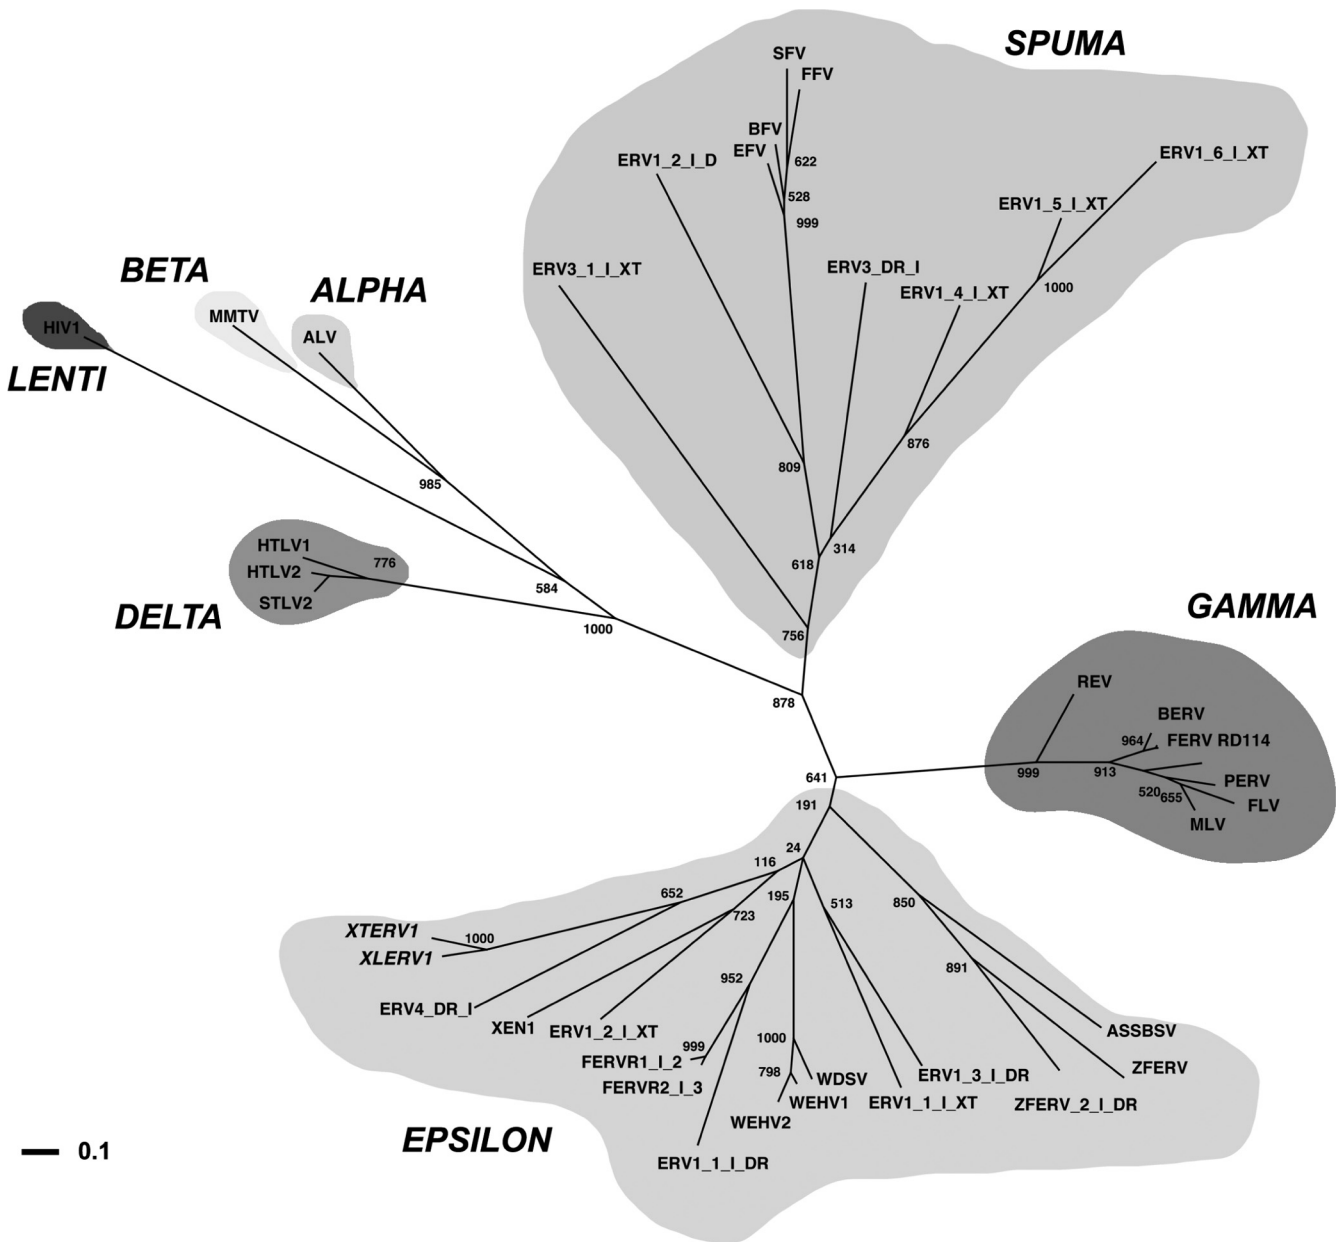 SPUMA
SFV
FFV
BFV
EFV
622
ERV1_2_I_D
ERV1_6_I_XT
528
999
ERV1_5_I_XT
ERV3_1_I_XT
ERV3_DR_I
ERV1_4_I_XT
1000
BETA
ALPHA
MMTV
ALV
HIV1
LENTI
876
809
985
314
618
HTLV1
776
HTLV2
STLV2
DELTA
584
1000
756
GAMMA
878
REV
BERV
964
FERV RD114
999
913
PERV
520
655
FLV
MLV
641
191
24
116
652
195
513
723
850
XTERV1
1000
XLERV1
891
952
ERV4_DR_I
XEN1
ERV1_2_I_XT
ASSBSV
1000
999
FERVR1_I_2
ZFERV
798
WDSV
ERV1_3_I_DR
FERVR2_I_3
WEHV1
ERV1_1_I_XT
ZFERV_2_I_DR
WEHV2
EPSILON
0.1
ERV1_1_I_DR